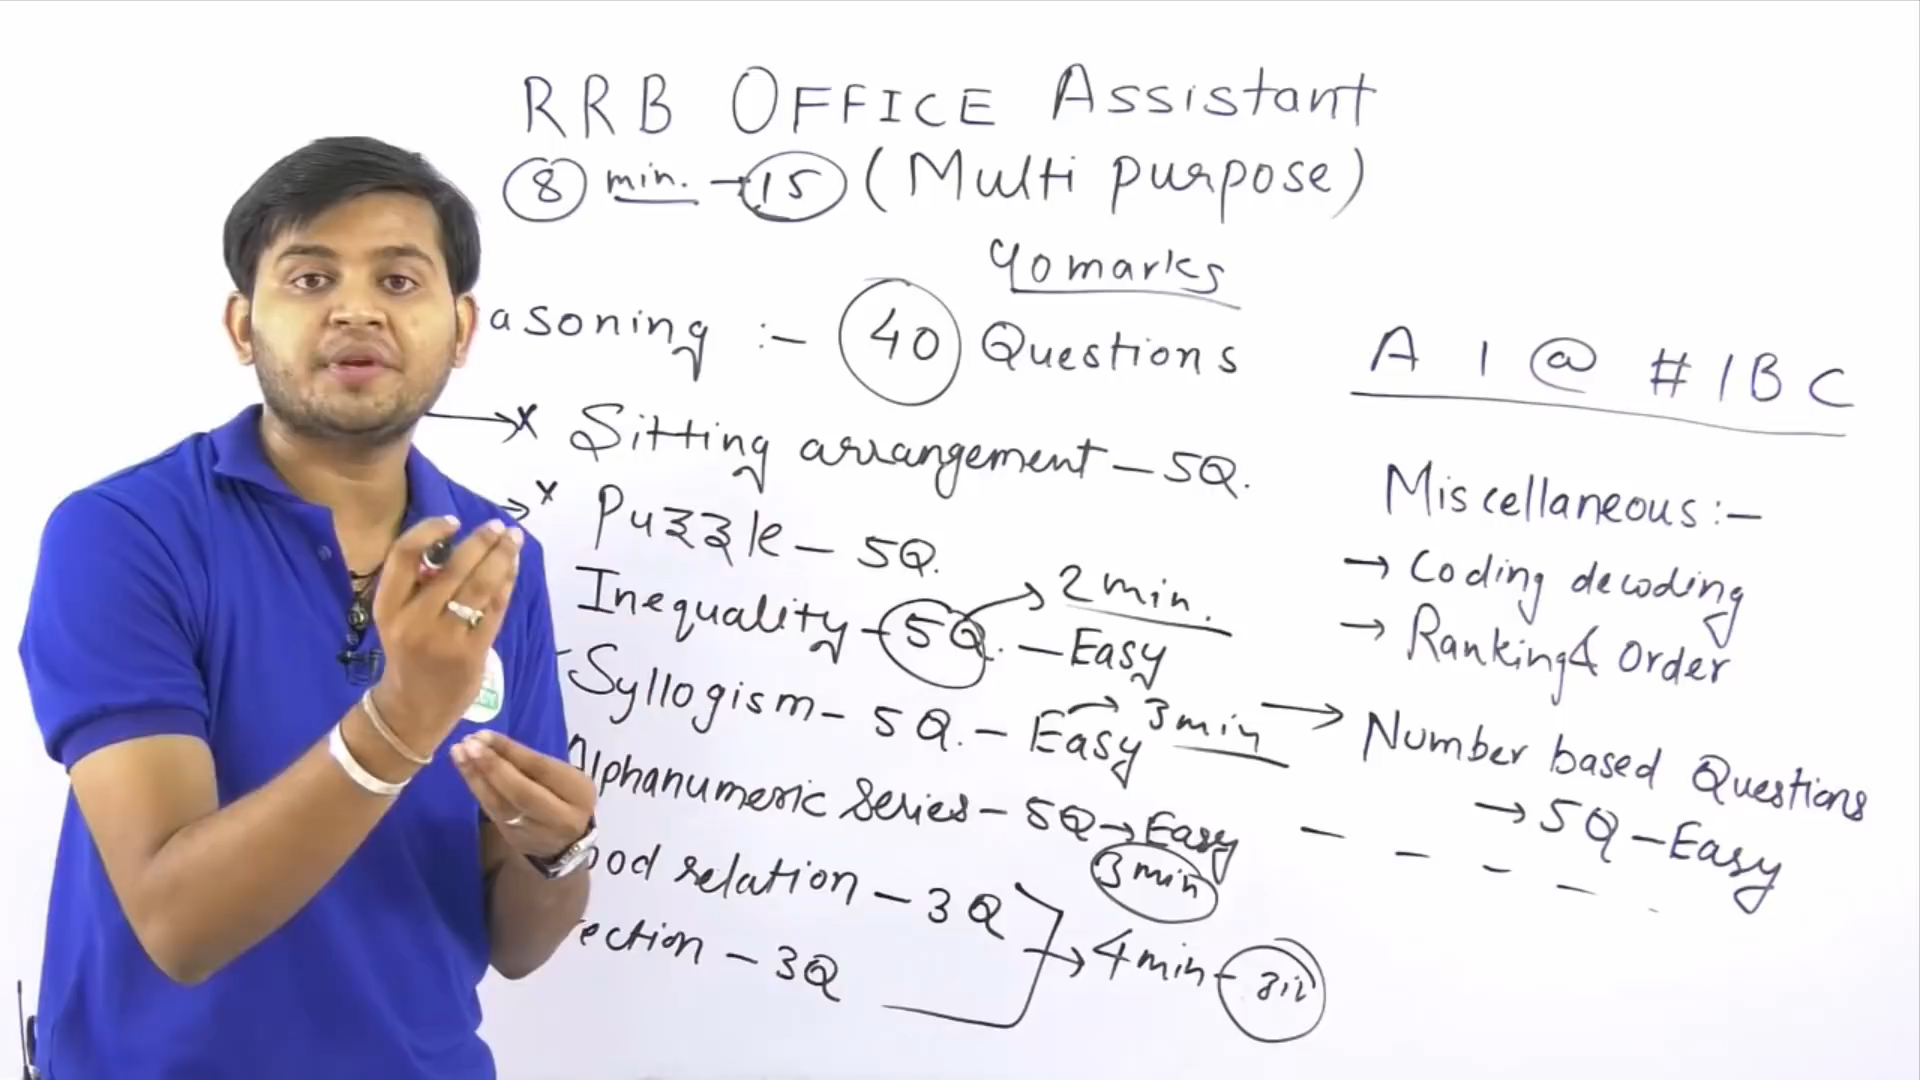 RRB OFFICE Assistant
8 min. → 15 (Multi purpose)
40 marks
asoning :- 40 Questions
A 1 @ # 1 B C
→ x Sitting arrangement - 5Q.
→ x Puzzle - 5Q.
Inequality - 5Q. - Easy → 2 min.
Syllogism - 5Q. - Easy → 3 min
Alphanumeric Series - 5Q → Easy
3 min
ood relation - 3Q
ection - 3Q
→ 4 min -
Miscellaneous :-
→ Coding decoding
→ Ranking & Order
→ Number based Questions
→ 5Q - Easy